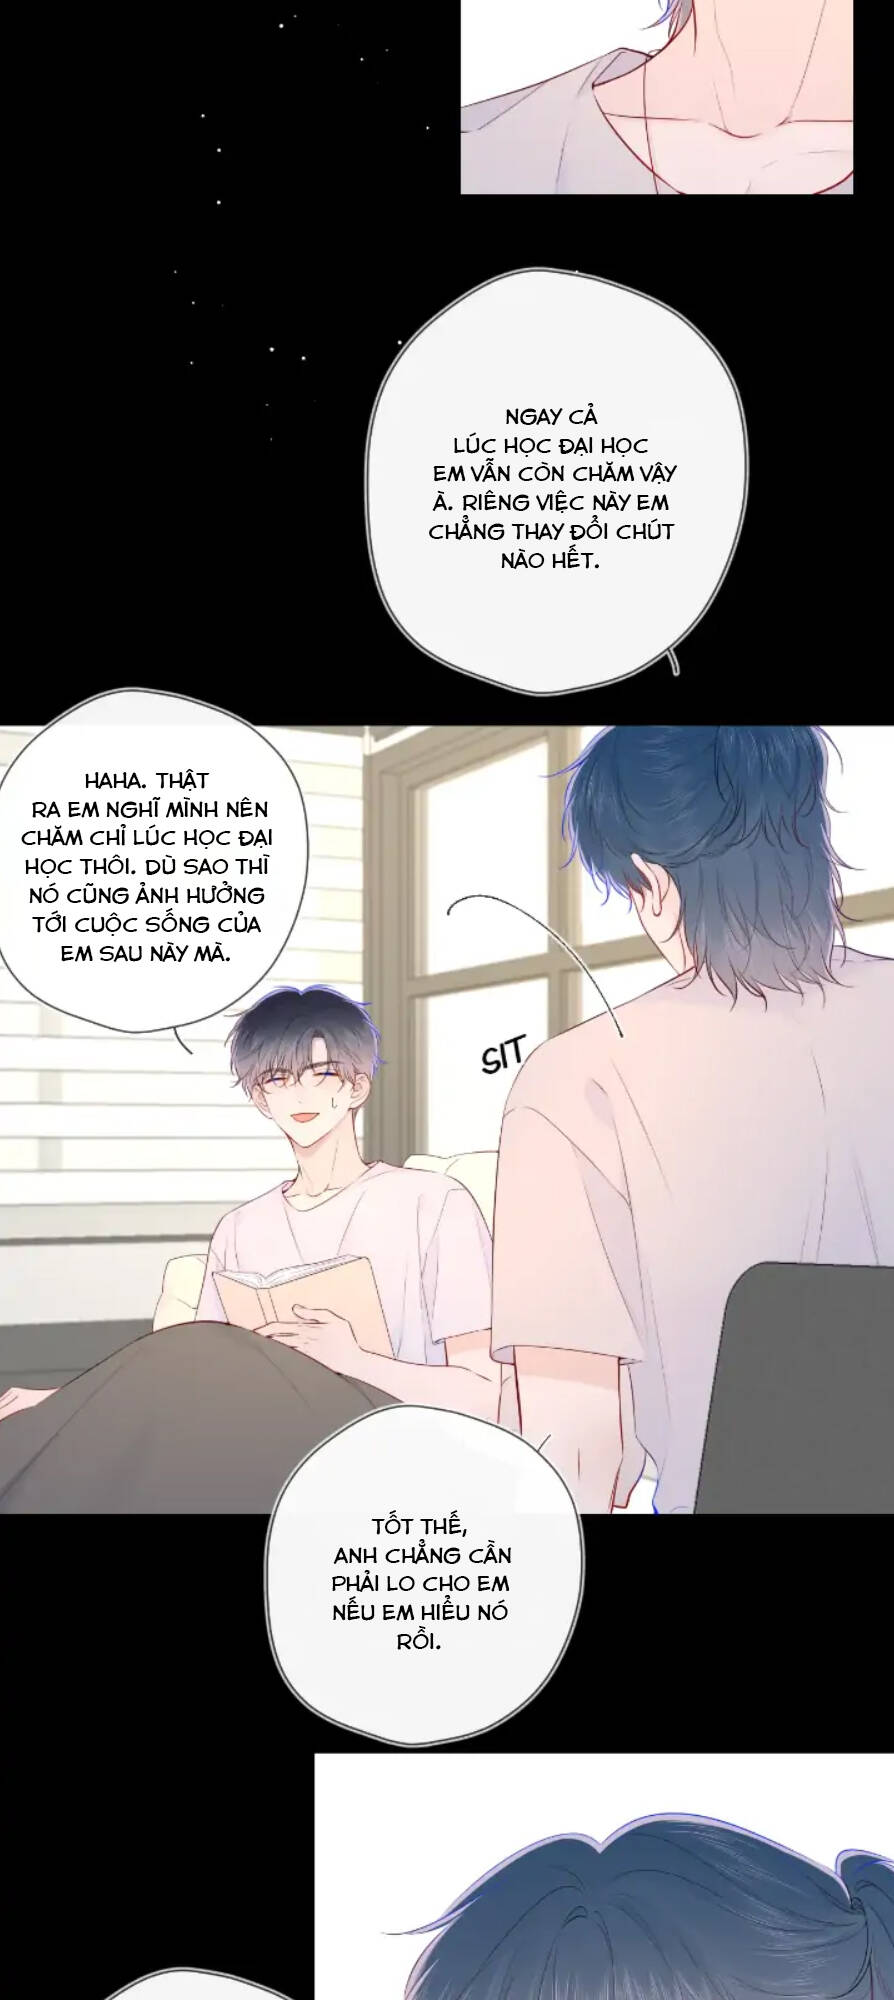 NGAY CẢ
LÚC HỌC ĐẠI HỌC
EM VẪN CÒN CHĂM VẬY
À. RIÊNG VIỆC NÀY EM
CHẲNG THAY ĐỔI CHÚT
NÀO HẾT.
HAHA. THẬT
RA EM NGHĨ MÌNH NÊN
CHĂM CHỈ LÚC HỌC ĐẠI
HỌC THÔI. DÙ SAO THÌ
NÓ CŨNG ẢNH HƯỞNG
TỚI CUỘC SỐNG CỦA
EM SAU NÀY MÀ.
SIT
TỐT THẾ,
ANH CHẲNG CẦN
PHẢI LO CHO EM
NẾU EM HIỂU NÓ
RỒI.